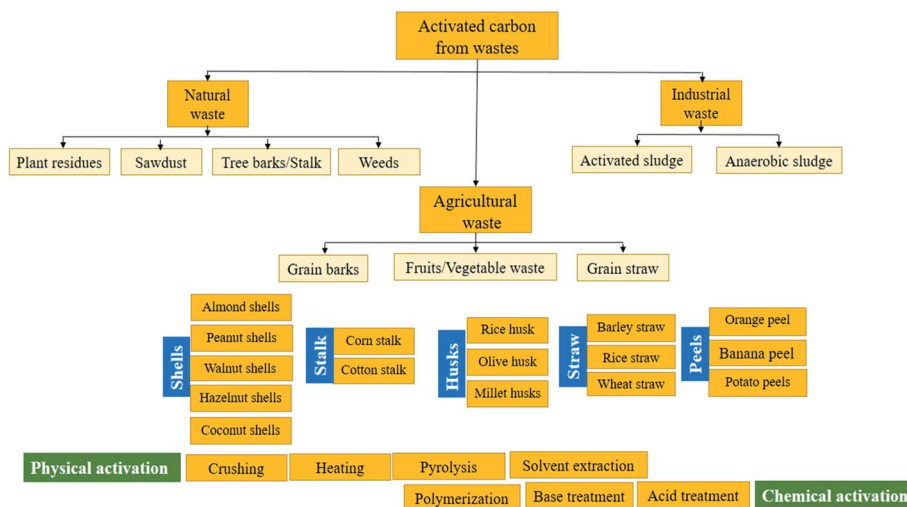 Activated carbon
from wastes
Natural
waste
Industrial
waste
Plant residues
Sawdust
Tree barks/Stalk
Weeds
Activated sludge
Anaerobic sludge
Agricultural
waste
Grain barks
Fruits/Vegetable waste
Grain straw
Shells
Almond shells
Peanut shells
Walnut shells
Hazelnut shells
Coconut shells
Stalk
Corn stalk
Cotton stalk
Husks
Rice husk
Olive husk
Millet husks
Straw
Barley straw
Rice straw
Wheat straw
Peels
Orange peel
Banana peel
Potato peels
Physical activation
Crushing
Heating
Pyrolysis
Solvent extraction
Polymerization
Base treatment
Acid treatment
Chemical activation